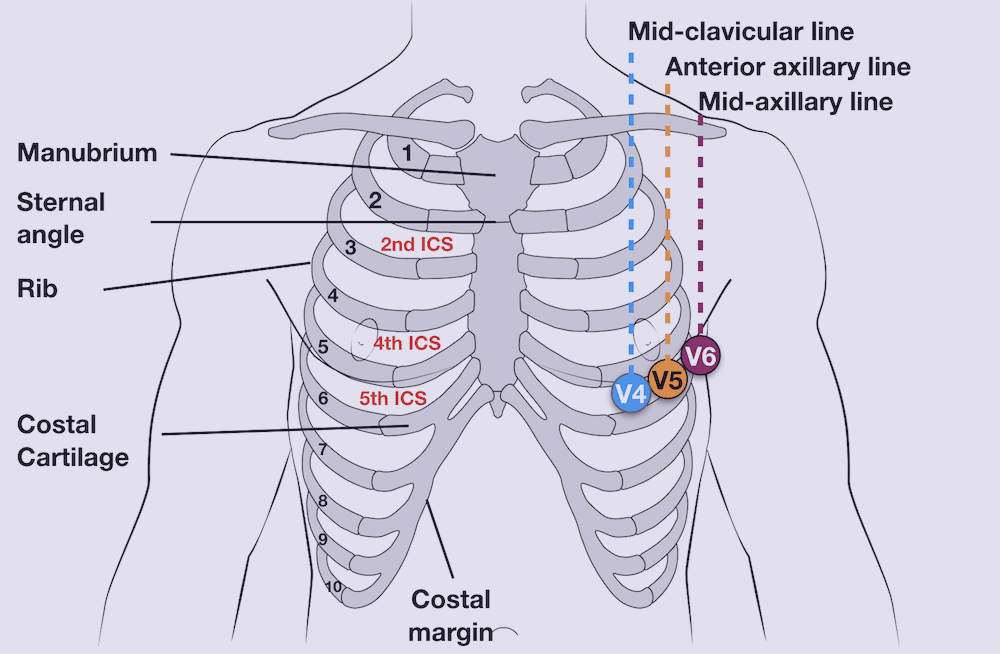 Mid-clavicular line
Anterior axillary line
Mid-axillary line
Manubrium
Sternal
angle
Rib
Costal
Cartilage
1
2
2nd ICS
3
4
4th ICS
5
5th ICS
6
7
8
9
10
V6
V5
V4
Costal
margin